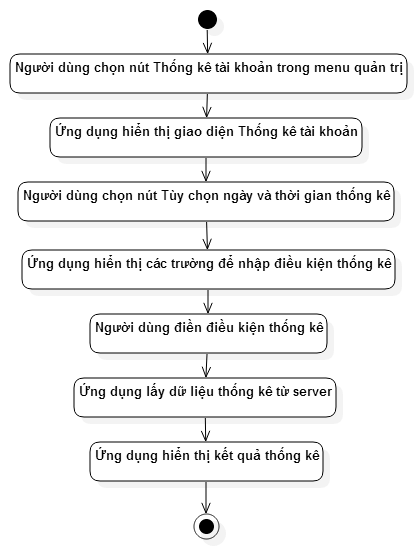 Người dùng chọn nút Thống kê tài khoản trong menu quản trị
Ứng dụng hiển thị giao diện Thống kê tài khoản
Người dùng chọn nút Tùy chọn ngày và thời gian thống kê
Ứng dụng hiển thị các trường để nhập điều kiện thống kê
Người dùng điền điều kiện thống kê
Ứng dụng lấy dữ liệu thống kê từ server
Ứng dụng hiển thị kết quả thống kê